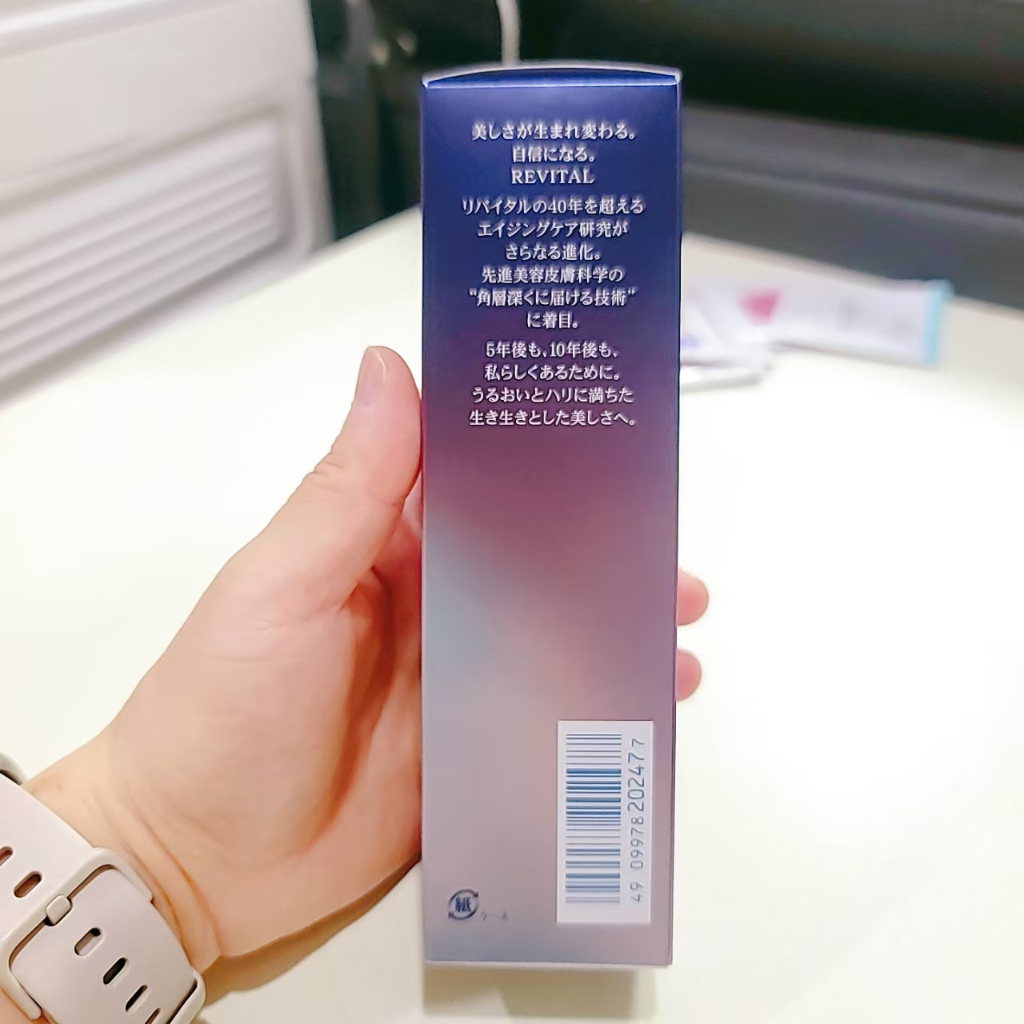 美しさが生まれ変わる。
自信になる。
REVITAL
リバイタルの40年を超える
エイジングケア研究が
さらなる進化。
先進美容皮膚科学の
"角層深くに届ける技術"
に着目。
5年後も、10年後も、
私らしくあるために。
うるおいとハリに満ちた
生き生きとした美しさへ。
49 09978 202477
紙
ケース